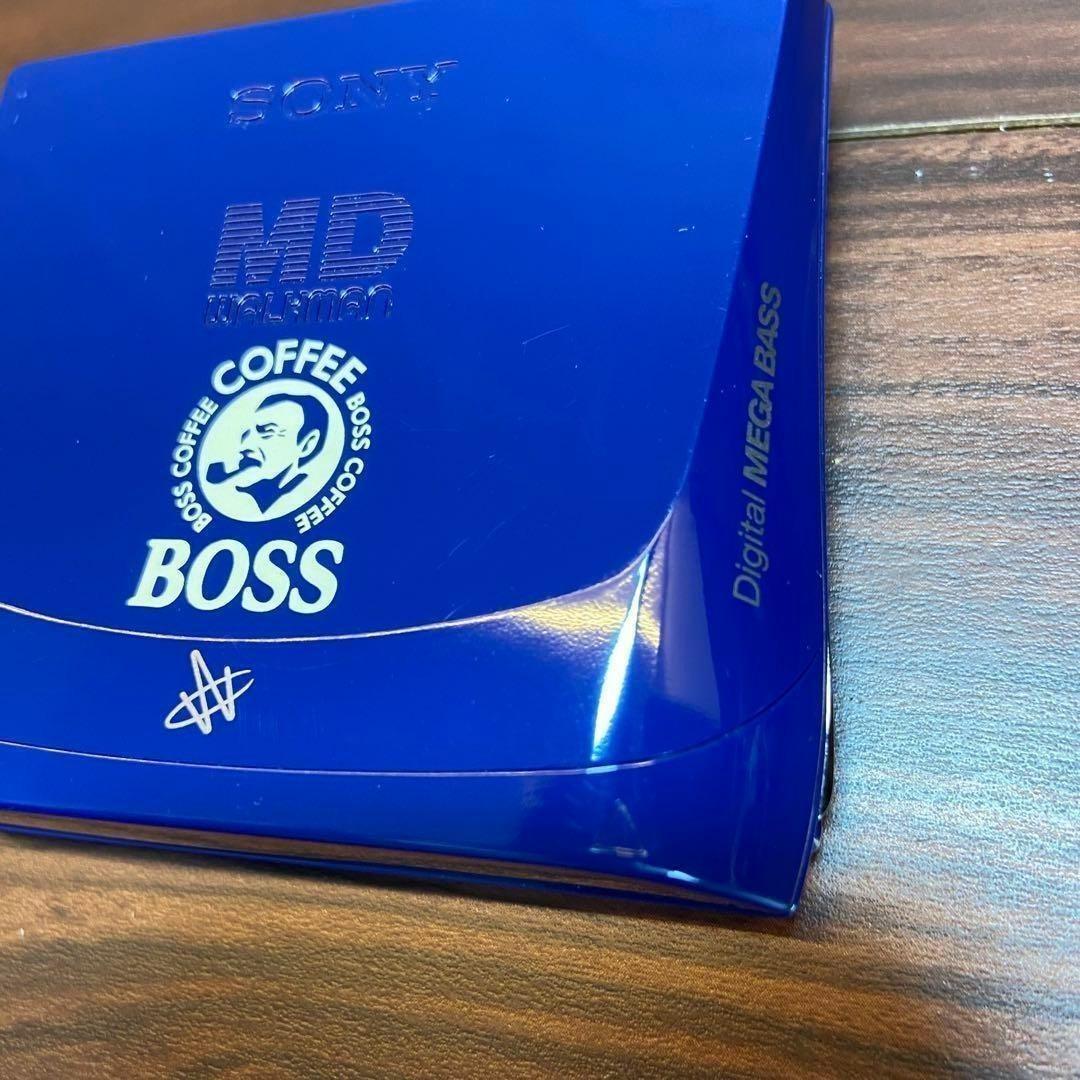 SONY
MD
WALKMAN
COFFEE
BOSS COFFEE
BOSS COFFEE
BOSS
Digital MEGA BASS